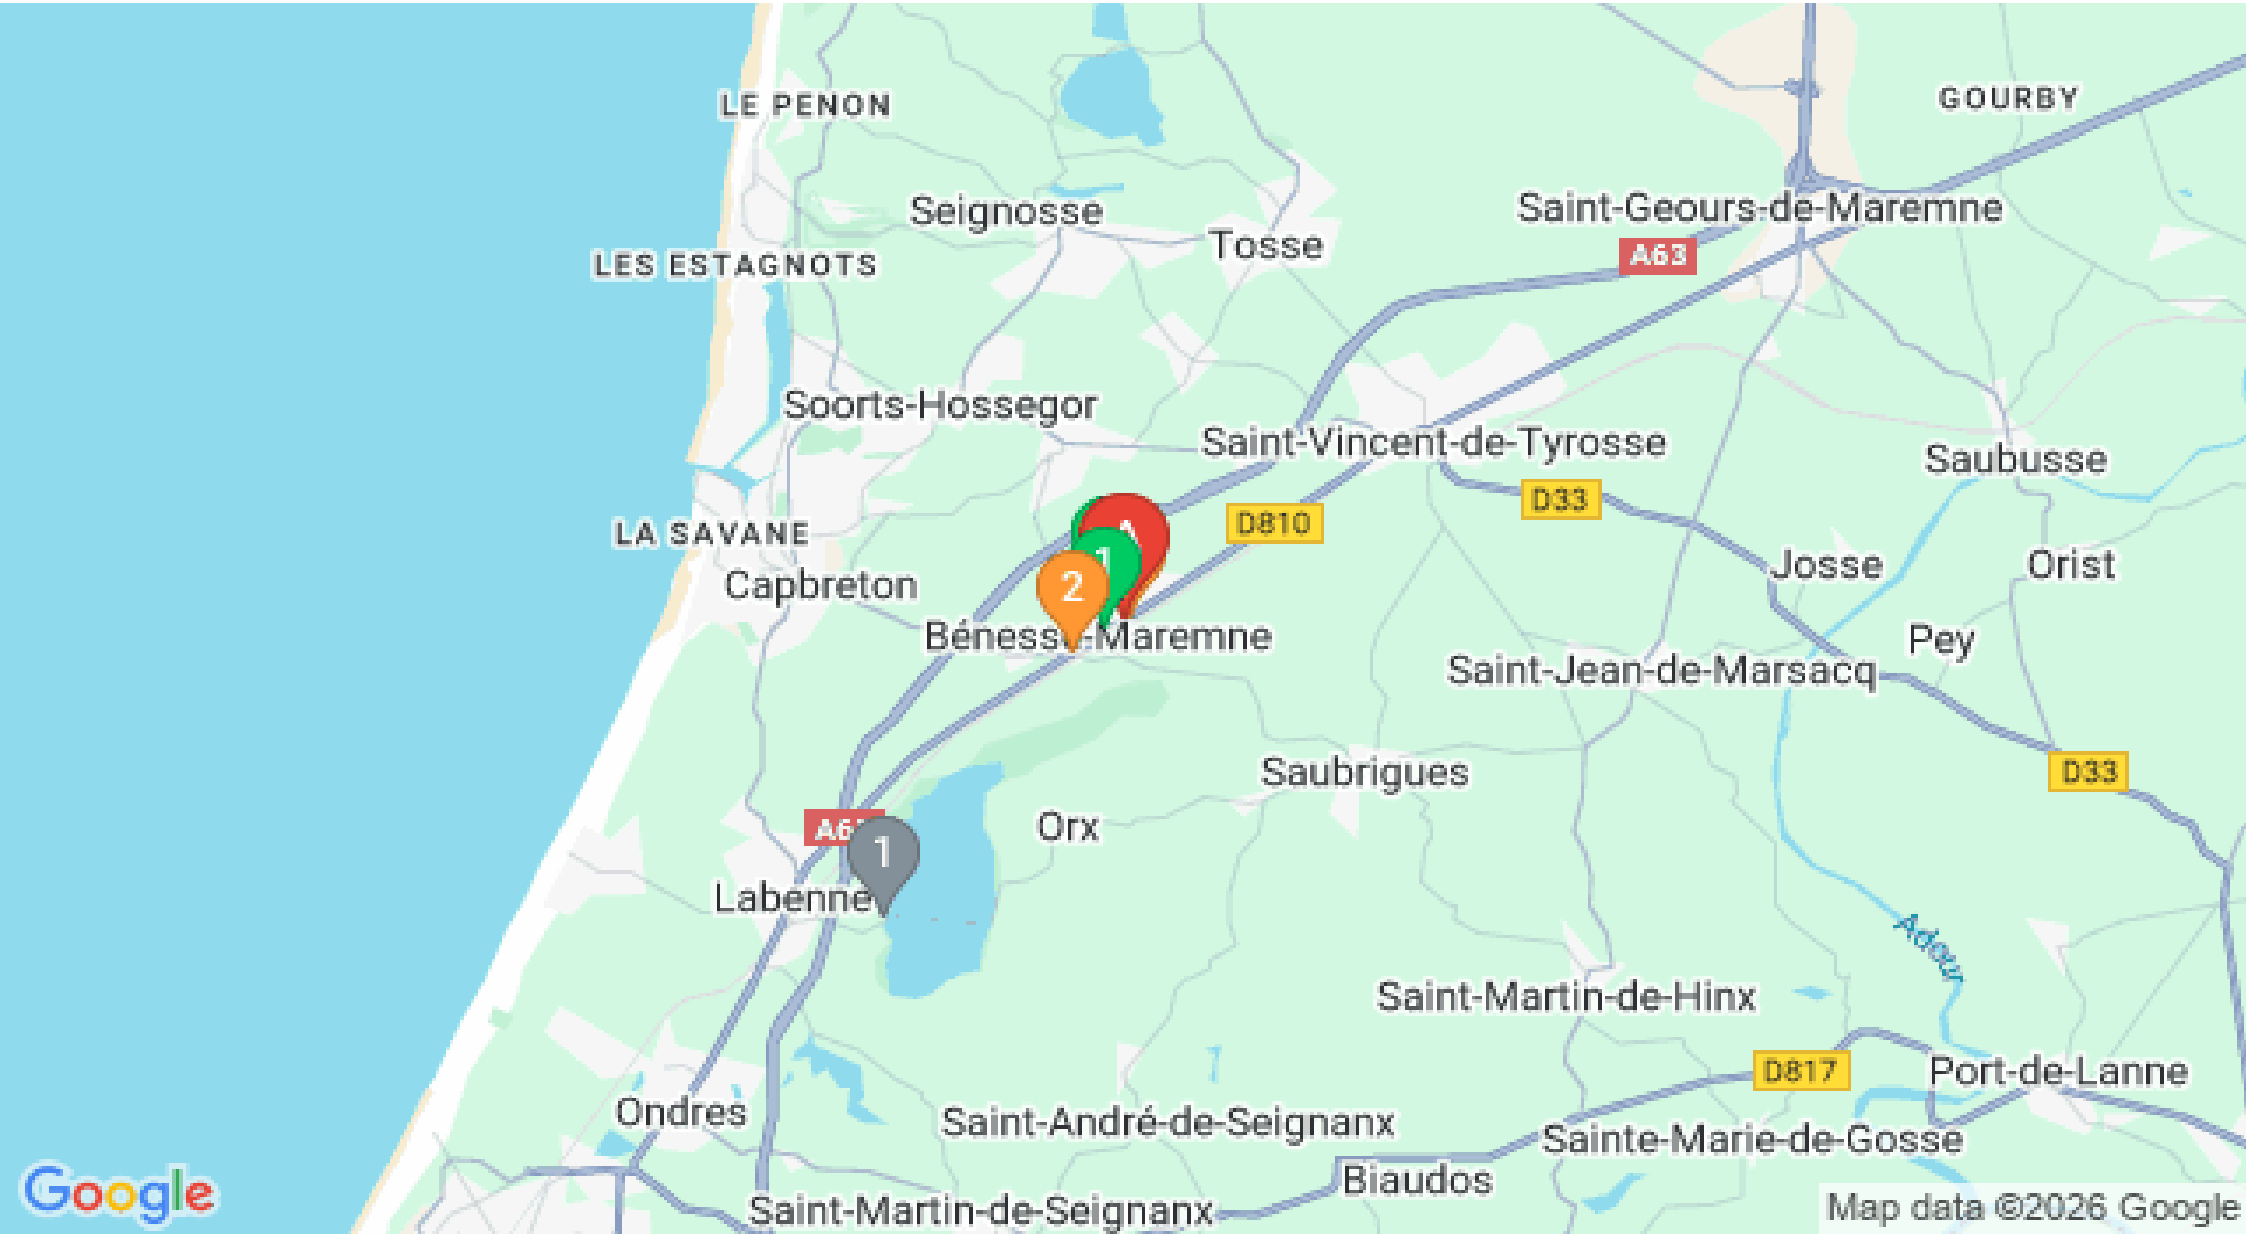 LE PENON
GOURBY
Seignosse
Saint-Geours-de-Maremne
Tosse
A63
LES ESTAGNOTS
Soorts-Hossegor
Saint-Vincent-de-Tyrosse
Saubusse
D33
D810
LA SAVANE
1
Josse
Orist
Capbreton
2
Bénesse-Maremne
Pey
Saint-Jean-de-Marsacq
Saubrigues
D33
Orx
1
Labenne
Adour
Saint-Martin-de-Hinx
D817
Port-de-Lanne
Ondres
Saint-André-de-Seignanx
Sainte-Marie-de-Gosse
Biaudos
Google
Saint-Martin-de-Seignanx
Map data ©2026 Google